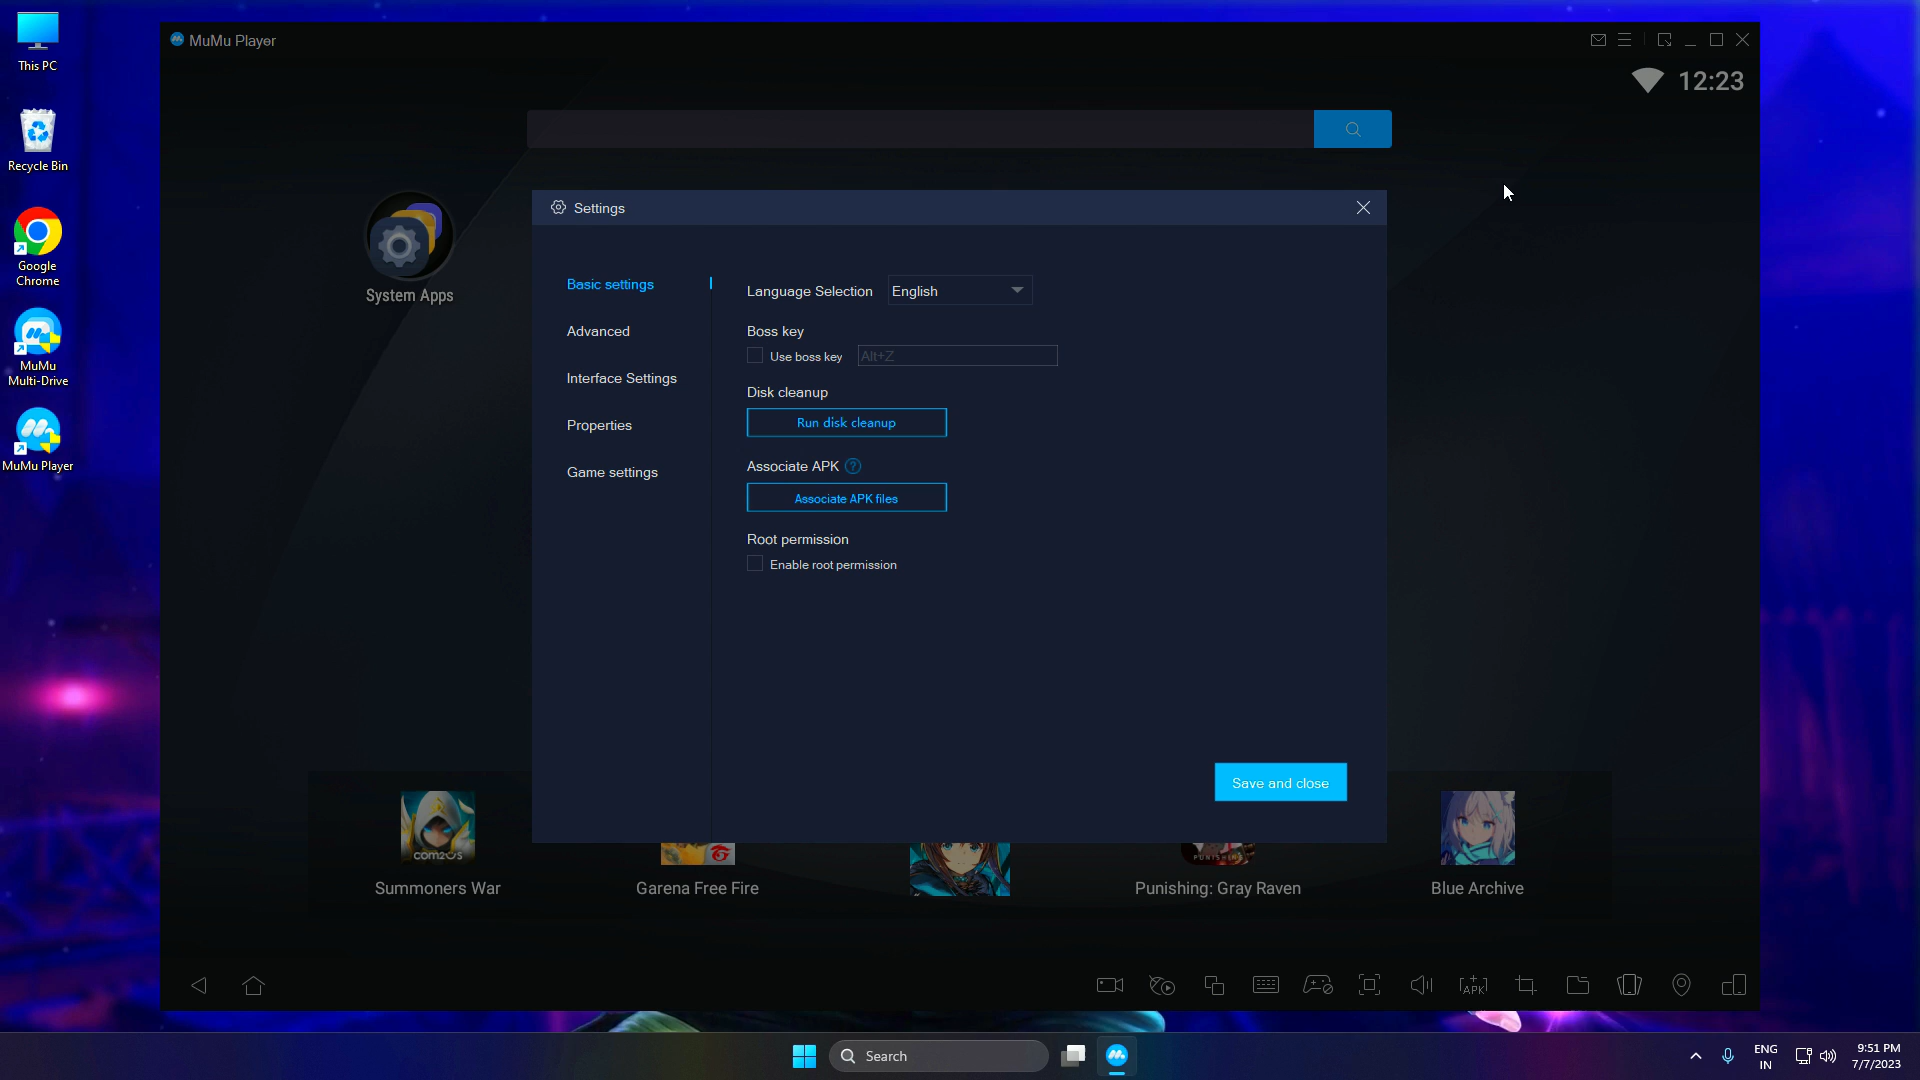 This PC
Recycle Bin
Google
Chrome
MuMu
Multi-Drive
MuMu Player
MuMu Player
12:23
System Apps
Settings
Basic settings
Advanced
Interface Settings
Properties
Game settings
Language Selection English
Boss key
Use boss key Alt+Z
Disk cleanup
Run disk cleanup
Associate APK ?
Associate APK files
Root permission
Enable root permission
Save and close
COM2US
PUNISHING
Summoners War
Garena Free Fire
Punishing: Gray Raven
Blue Archive
APK
Search
ENG
IN
9:51 PM
7/7/2023